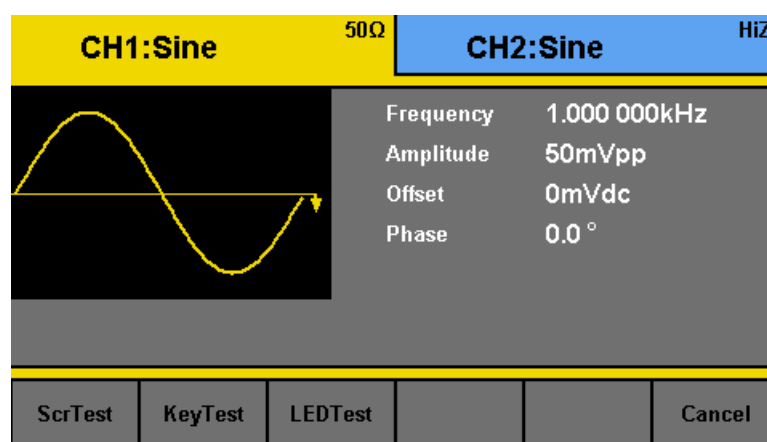 CH1:Sine 50Ω CH2:Sine HiZ
Frequency 1.000 000kHz
Amplitude 50mVpp
Offset 0mVdc
Phase 0.0 °
ScrTest KeyTest LEDTest Cancel